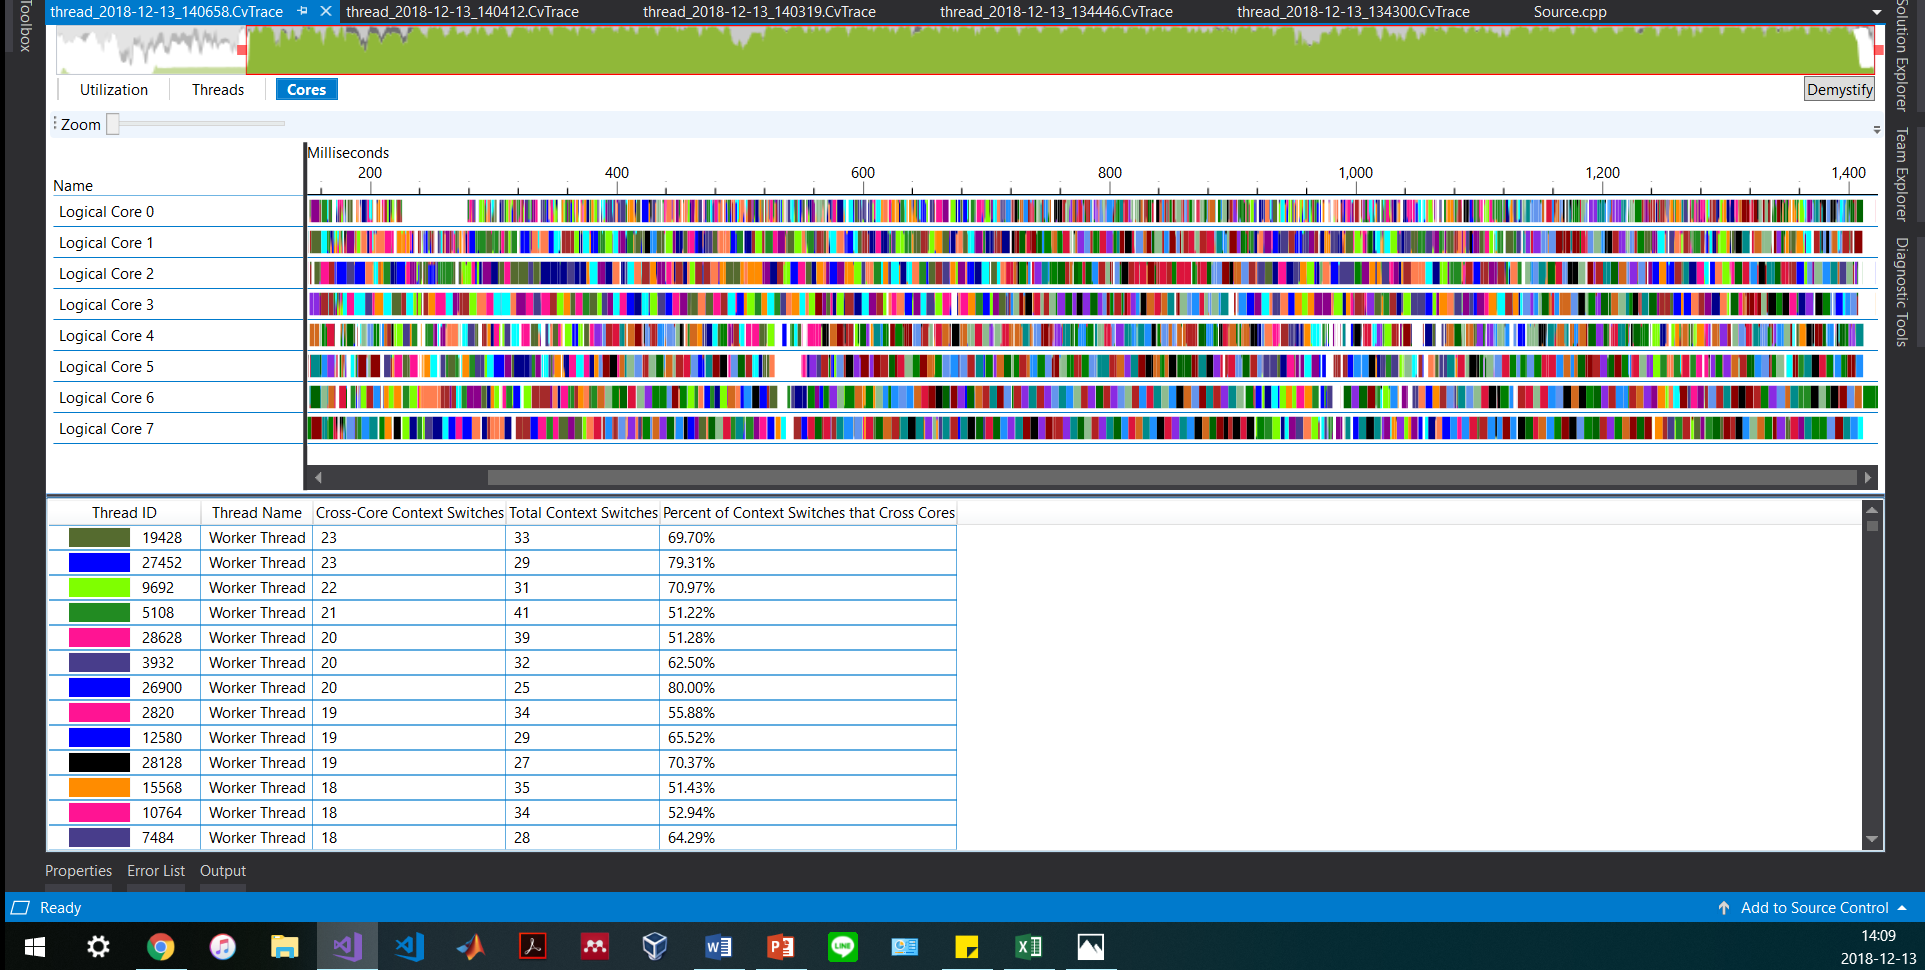 thread_2018-12-13_140658.CvTrace thread_2018-12-13_140412.CvTrace thread_2018-12-13_140319.CvTrace thread_2018-12-13_134446.CvTrace thread_2018-12-13_134300.CvTrace Source.cpp
Toolbox
Solution Explorer
Team Explorer
Diagnostic Tools
Utilization Threads Cores Demystify
Zoom
Milliseconds
200 400 600 800 1,000 1,200 1,400
Name
Logical Core 0
Logical Core 1
Logical Core 2
Logical Core 3
Logical Core 4
Logical Core 5
Logical Core 6
Logical Core 7
Thread ID Thread Name Cross-Core Context Switches Total Context Switches Percent of Context Switches that Cross Cores
19428 Worker Thread 23 33 69.70%
27452 Worker Thread 23 29 79.31%
9692 Worker Thread 22 31 70.97%
5108 Worker Thread 21 41 51.22%
28628 Worker Thread 20 39 51.28%
3932 Worker Thread 20 32 62.50%
26900 Worker Thread 20 25 80.00%
2820 Worker Thread 19 34 55.88%
12580 Worker Thread 19 29 65.52%
28128 Worker Thread 19 27 70.37%
15568 Worker Thread 18 35 51.43%
10764 Worker Thread 18 34 52.94%
7484 Worker Thread 18 28 64.29%
Properties Error List Output
Ready Add to Source Control
LINE
14:09
2018-12-13